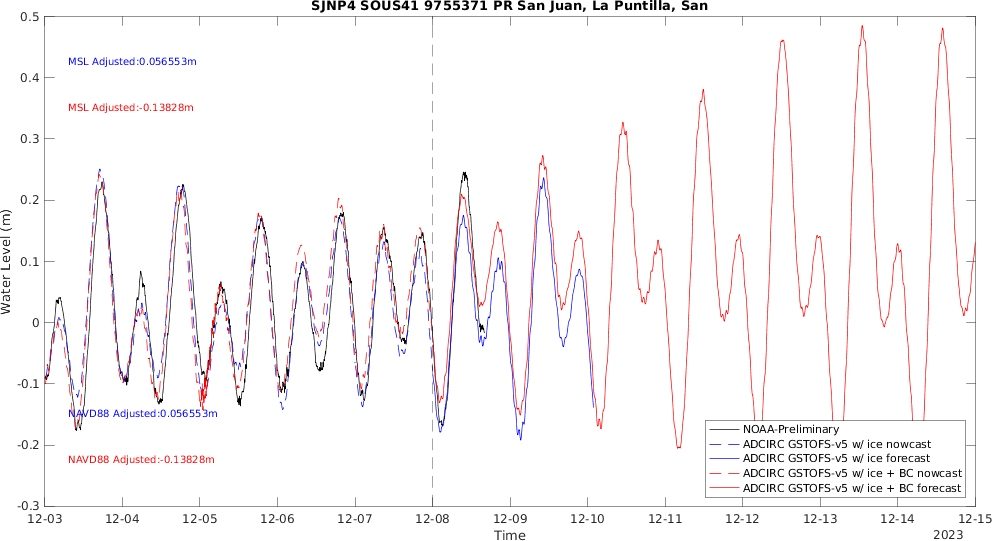 SJNP4 SOUS41 9755371 PR San Juan, La Puntilla, San
0.5
0.4
0.3
0.2
0.1
0
-0.1
-0.2
-0.3
Water Level (m)
MSL Adjusted:0.056553m
MSL Adjusted:-0.13828m
NAVD88 Adjusted:0.056553m
NAVD88 Adjusted:-0.13828m
NOAA-Preliminary
ADCIRC GSTOFS-v5 w/ ice nowcast
ADCIRC GSTOFS-v5 w/ ice forecast
ADCIRC GSTOFS-v5 w/ ice + BC nowcast
ADCIRC GSTOFS-v5 w/ ice + BC forecast
12-03 12-04 12-05 12-06 12-07 12-08 12-09 12-10 12-11 12-12 12-13 12-14 12-15
Time
2023